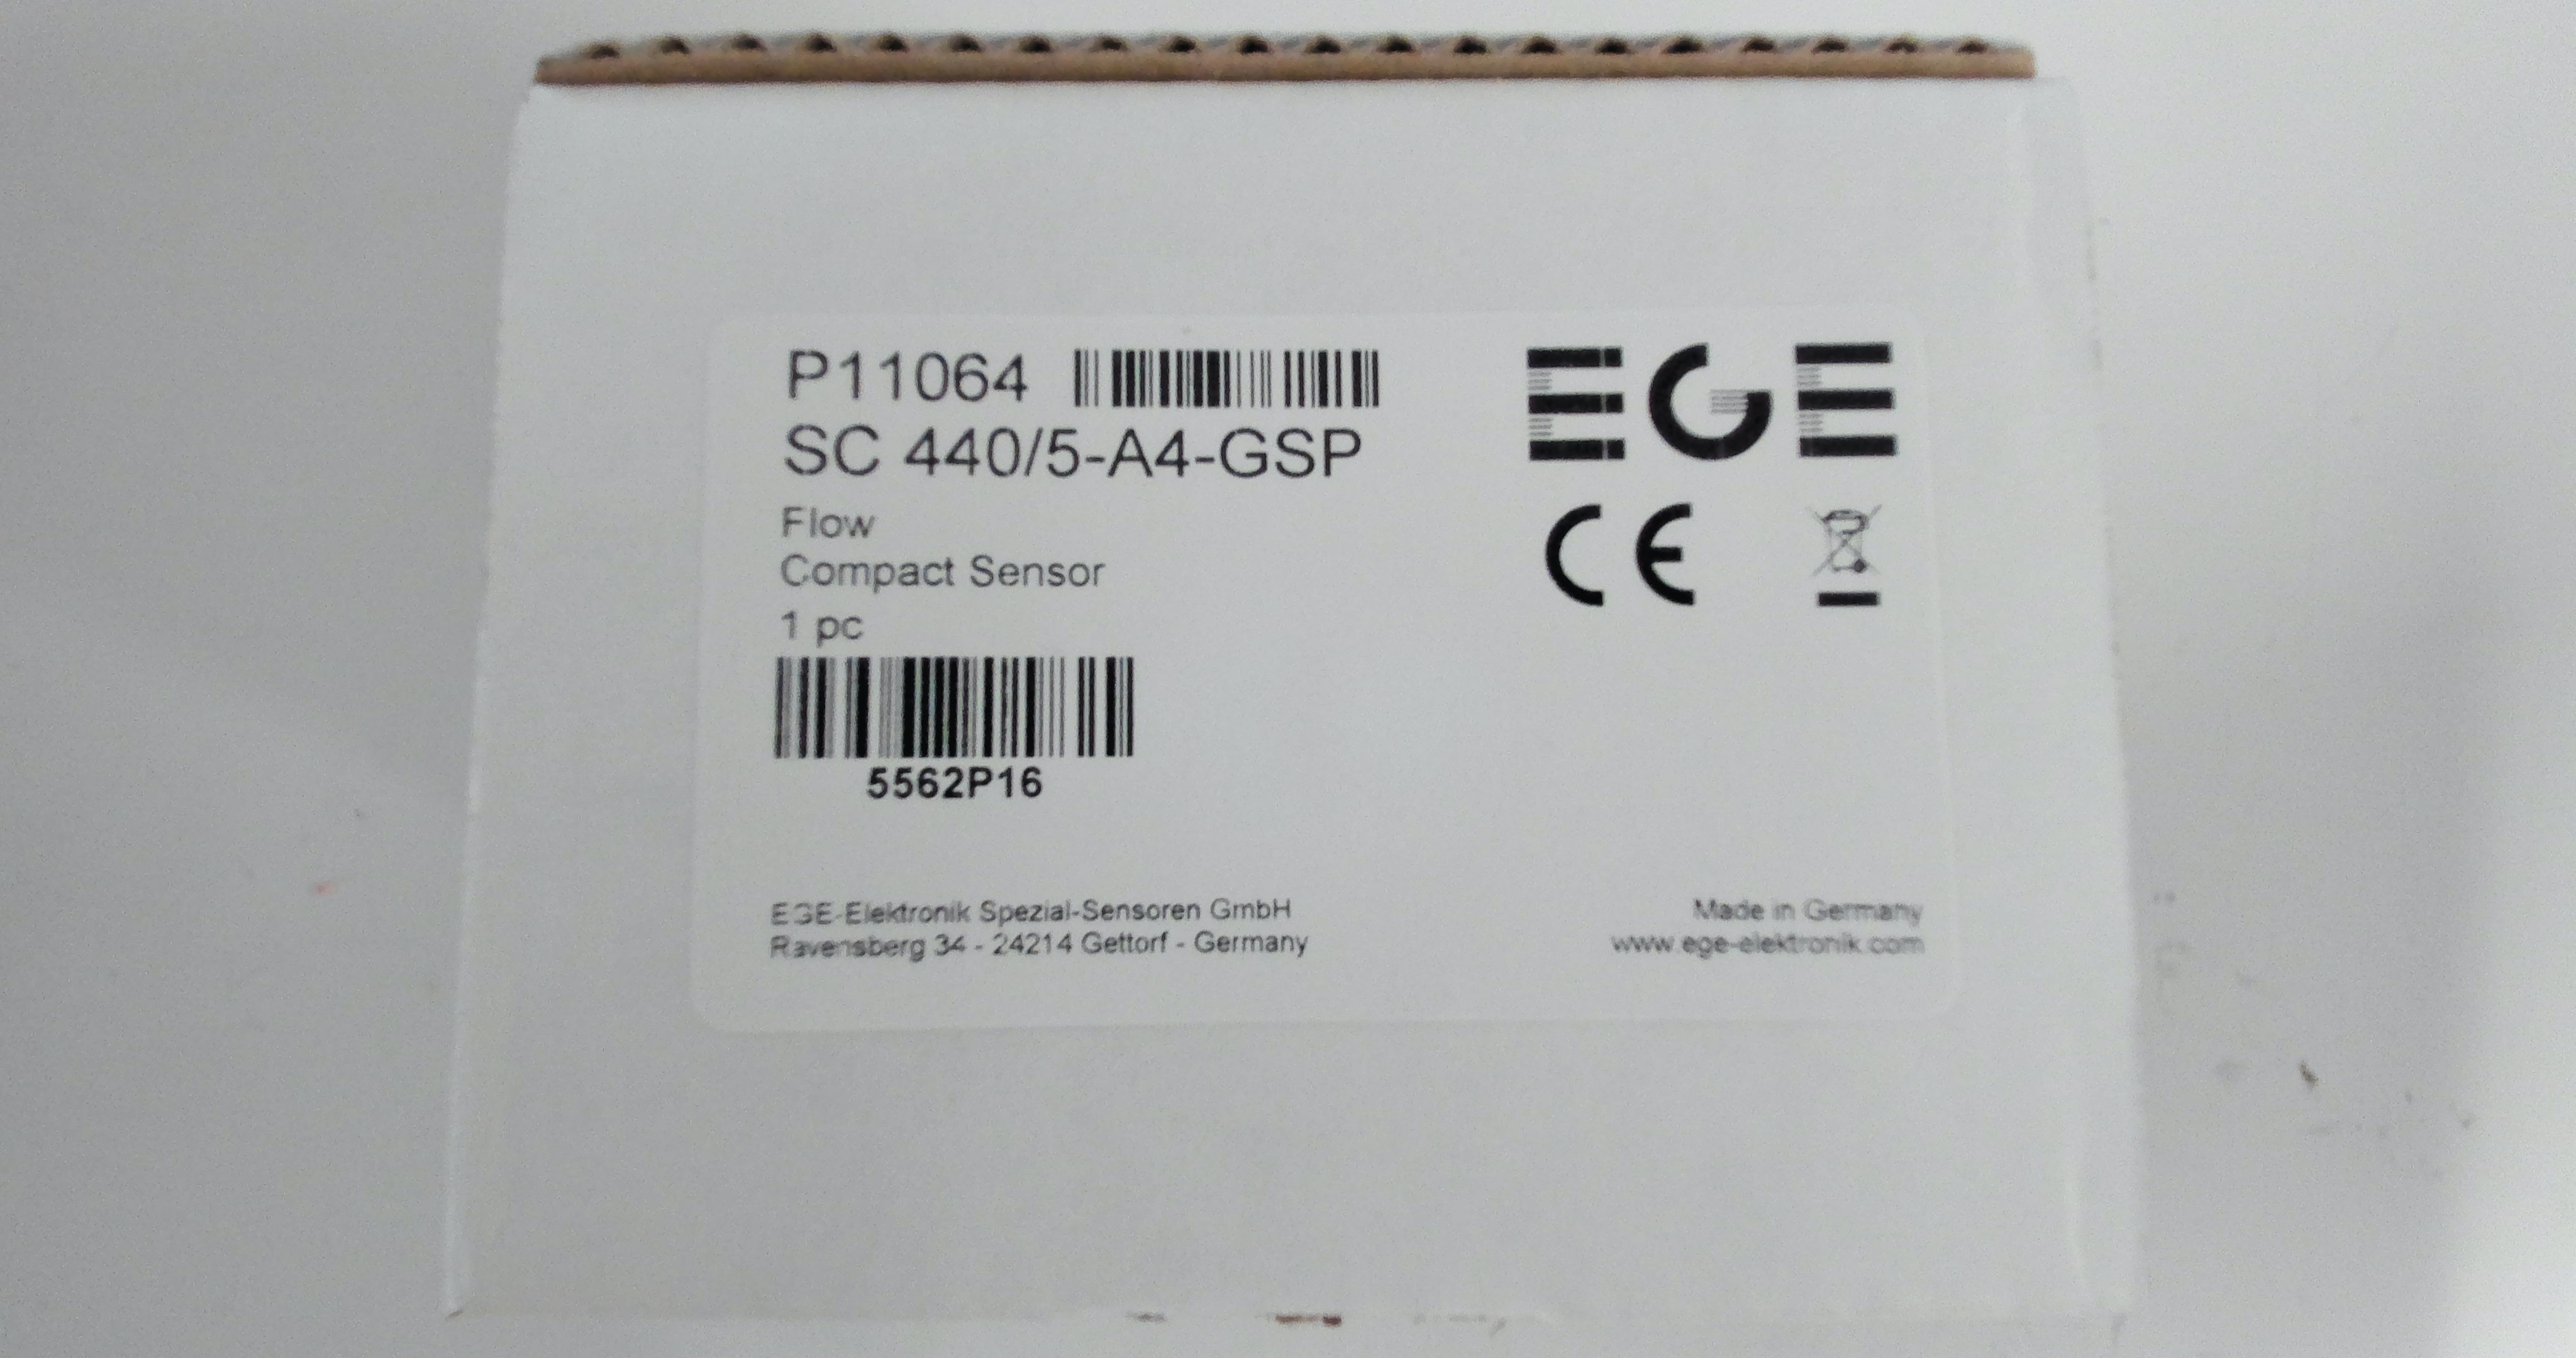 P11064
EGE
SC 440/5-A4-GSP
Flow
CE
Compact Sensor
1 pc
5562P16
EGE-Elektronik Spezial-Sensoren GmbH
Ravensberg 34 - 24214 Gettorf - Germany
Made in Germany
www.ege-elektronik.com